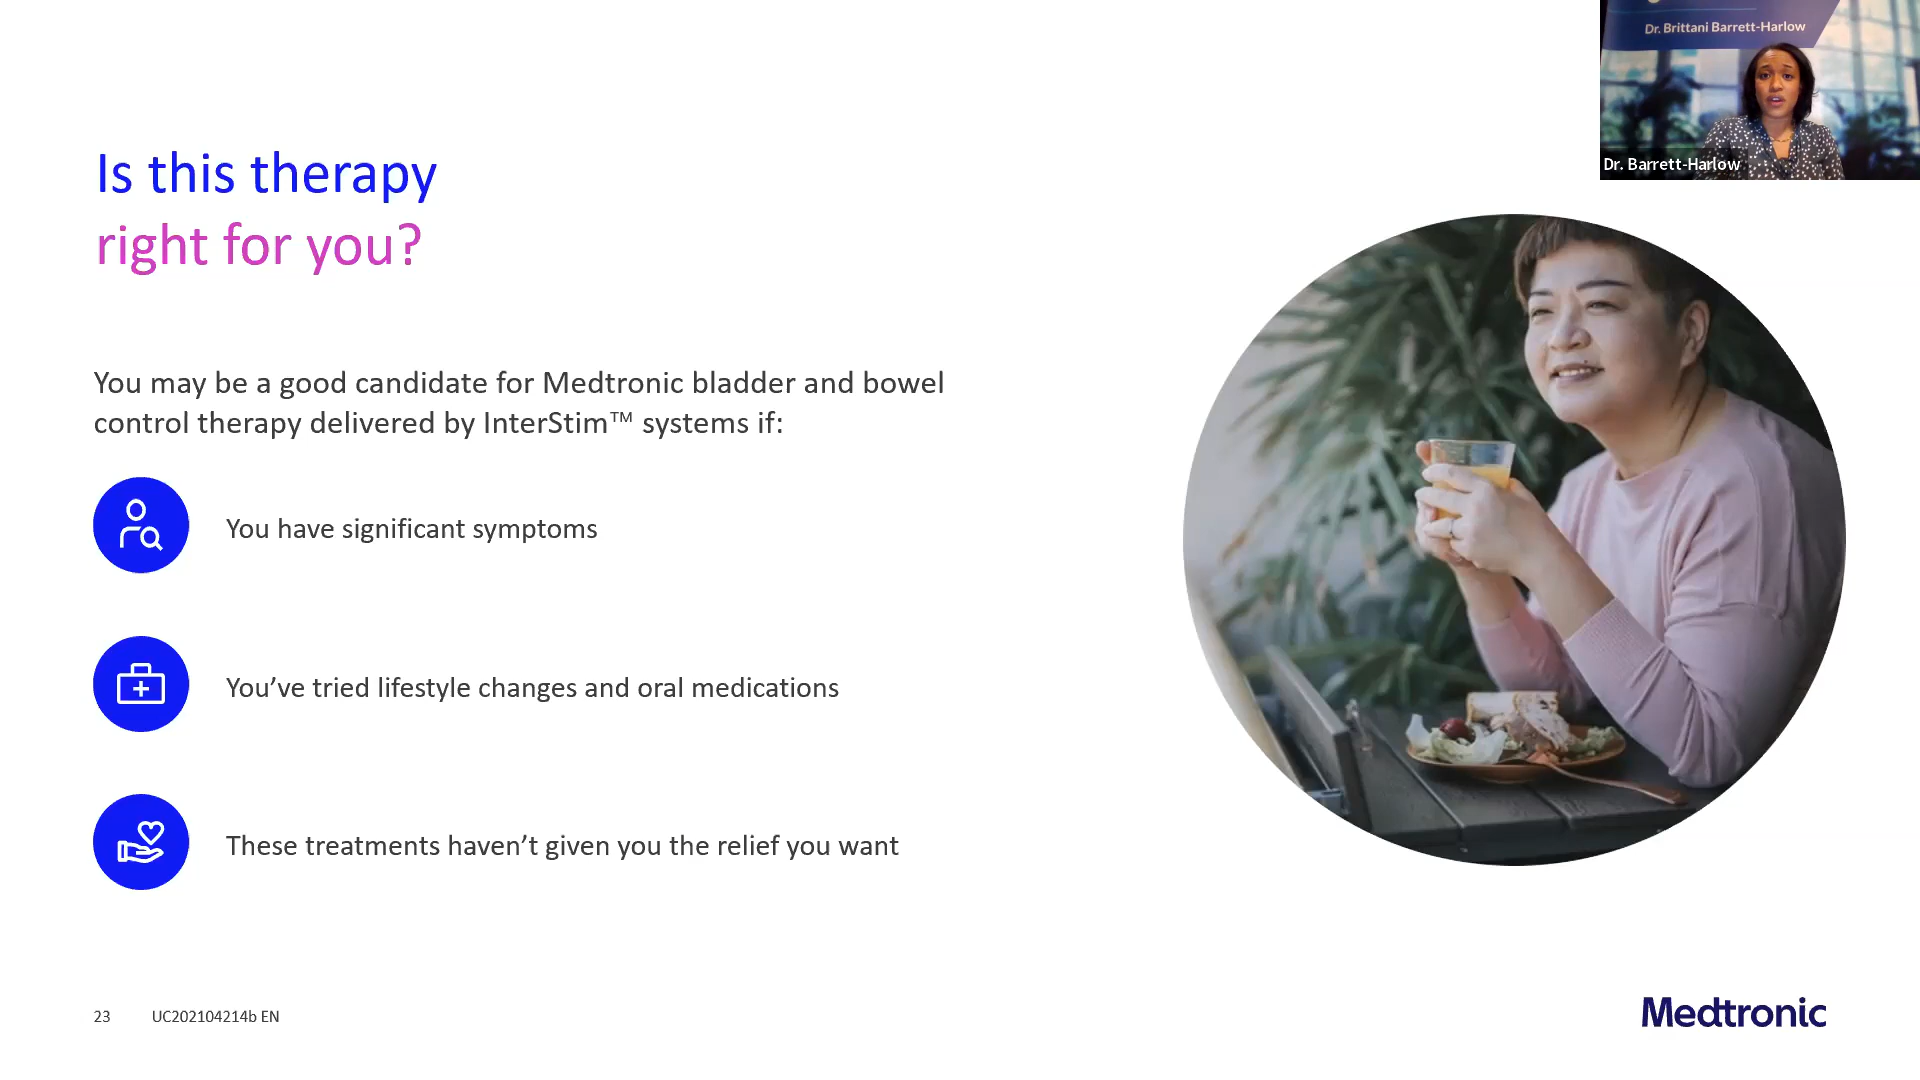 Dr. Brittani Barrett-Harlow
Dr. Barrett-Harlow
Is this therapy
right for you?
You may be a good candidate for Medtronic bladder and bowel
control therapy delivered by InterStim™ systems if:
You have significant symptoms
You’ve tried lifestyle changes and oral medications
These treatments haven’t given you the relief you want
23 UC202104214b EN
Medtronic